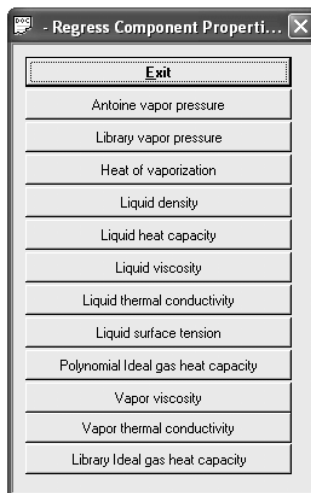 - Regress Component Properti...
Exit
Antoine vapor pressure
Library vapor pressure
Heat of vaporization
Liquid density
Liquid heat capacity
Liquid viscosity
Liquid thermal conductivity
Liquid surface tension
Polynomial Ideal gas heat capacity
Vapor viscosity
Vapor thermal conductivity
Library Ideal gas heat capacity